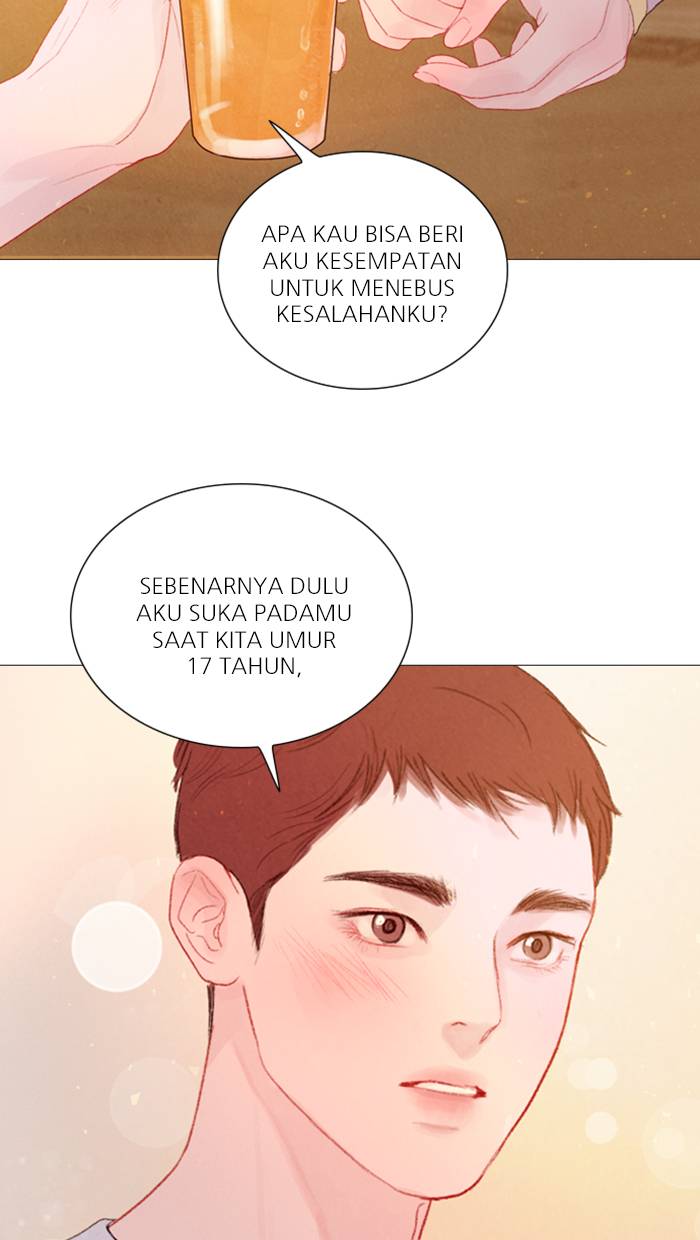 APA KAU BISA BERI
AKU KESEMPATAN
UNTUK MENEBUS
KESALAHANKU?
SEBENARNYA DULU
AKU SUKA PADAMU
SAAT KITA UMUR
17 TAHUN,